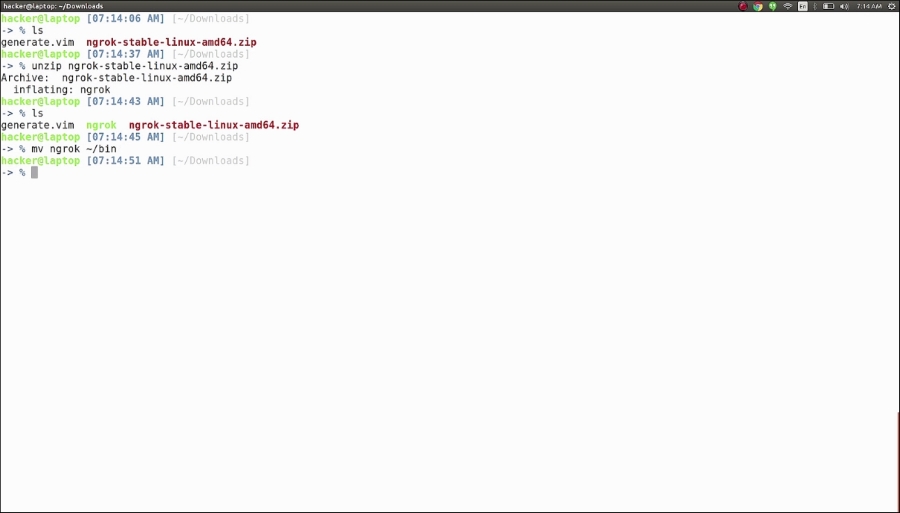 hacker@laptop: ~/Downloads
En
7:14 AM
hacker@laptop [07:14:06 AM] [~/Downloads]
-> % ls
generate.vim  ngrok-stable-linux-amd64.zip
hacker@laptop [07:14:37 AM] [~/Downloads]
-> % unzip ngrok-stable-linux-amd64.zip
Archive:  ngrok-stable-linux-amd64.zip
  inflating: ngrok
hacker@laptop [07:14:43 AM] [~/Downloads]
-> % ls
generate.vim  ngrok  ngrok-stable-linux-amd64.zip
hacker@laptop [07:14:45 AM] [~/Downloads]
-> % mv ngrok ~/bin
hacker@laptop [07:14:51 AM] [~/Downloads]
-> %